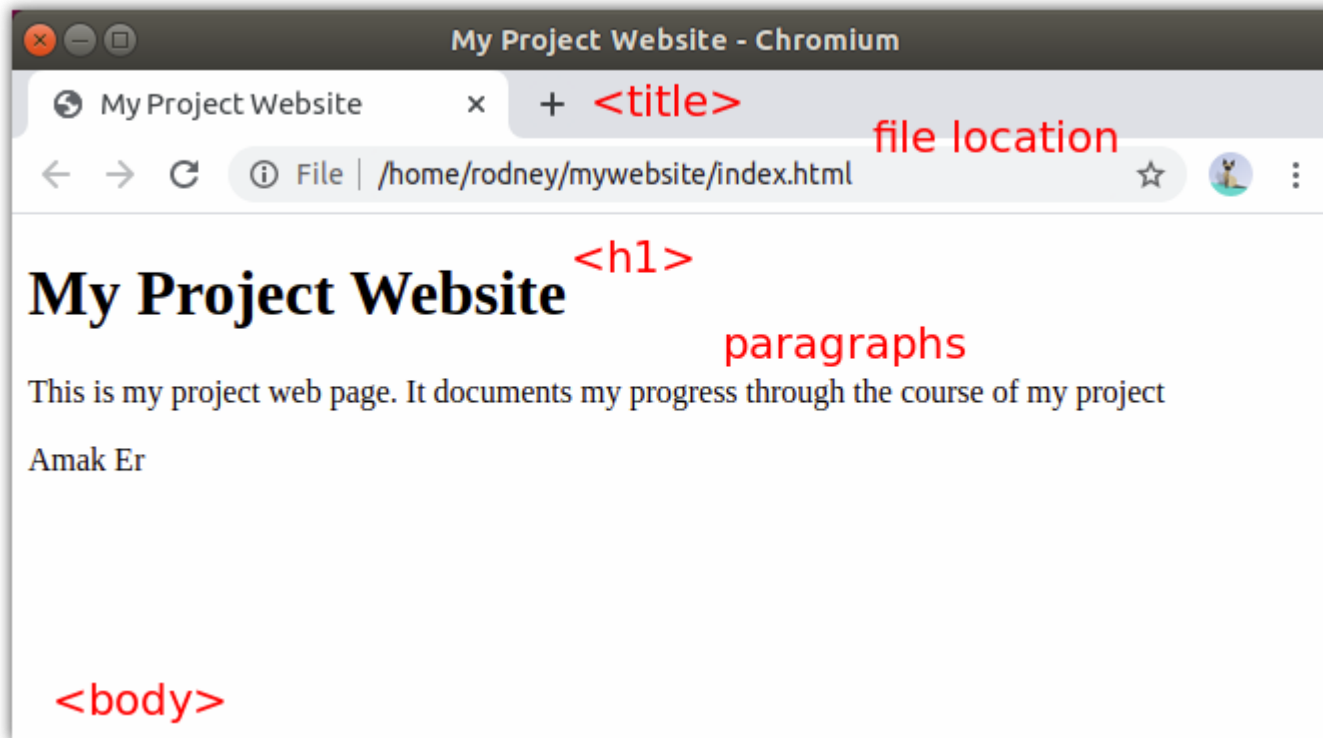 My Project Website - Chromium
My Project Website
<title>
file location
File /home/rodney/mywebsite/index.html
<h1>
My Project Website
paragraphs
This is my project web page. It documents my progress through the course of my project
Amak Er
<body>